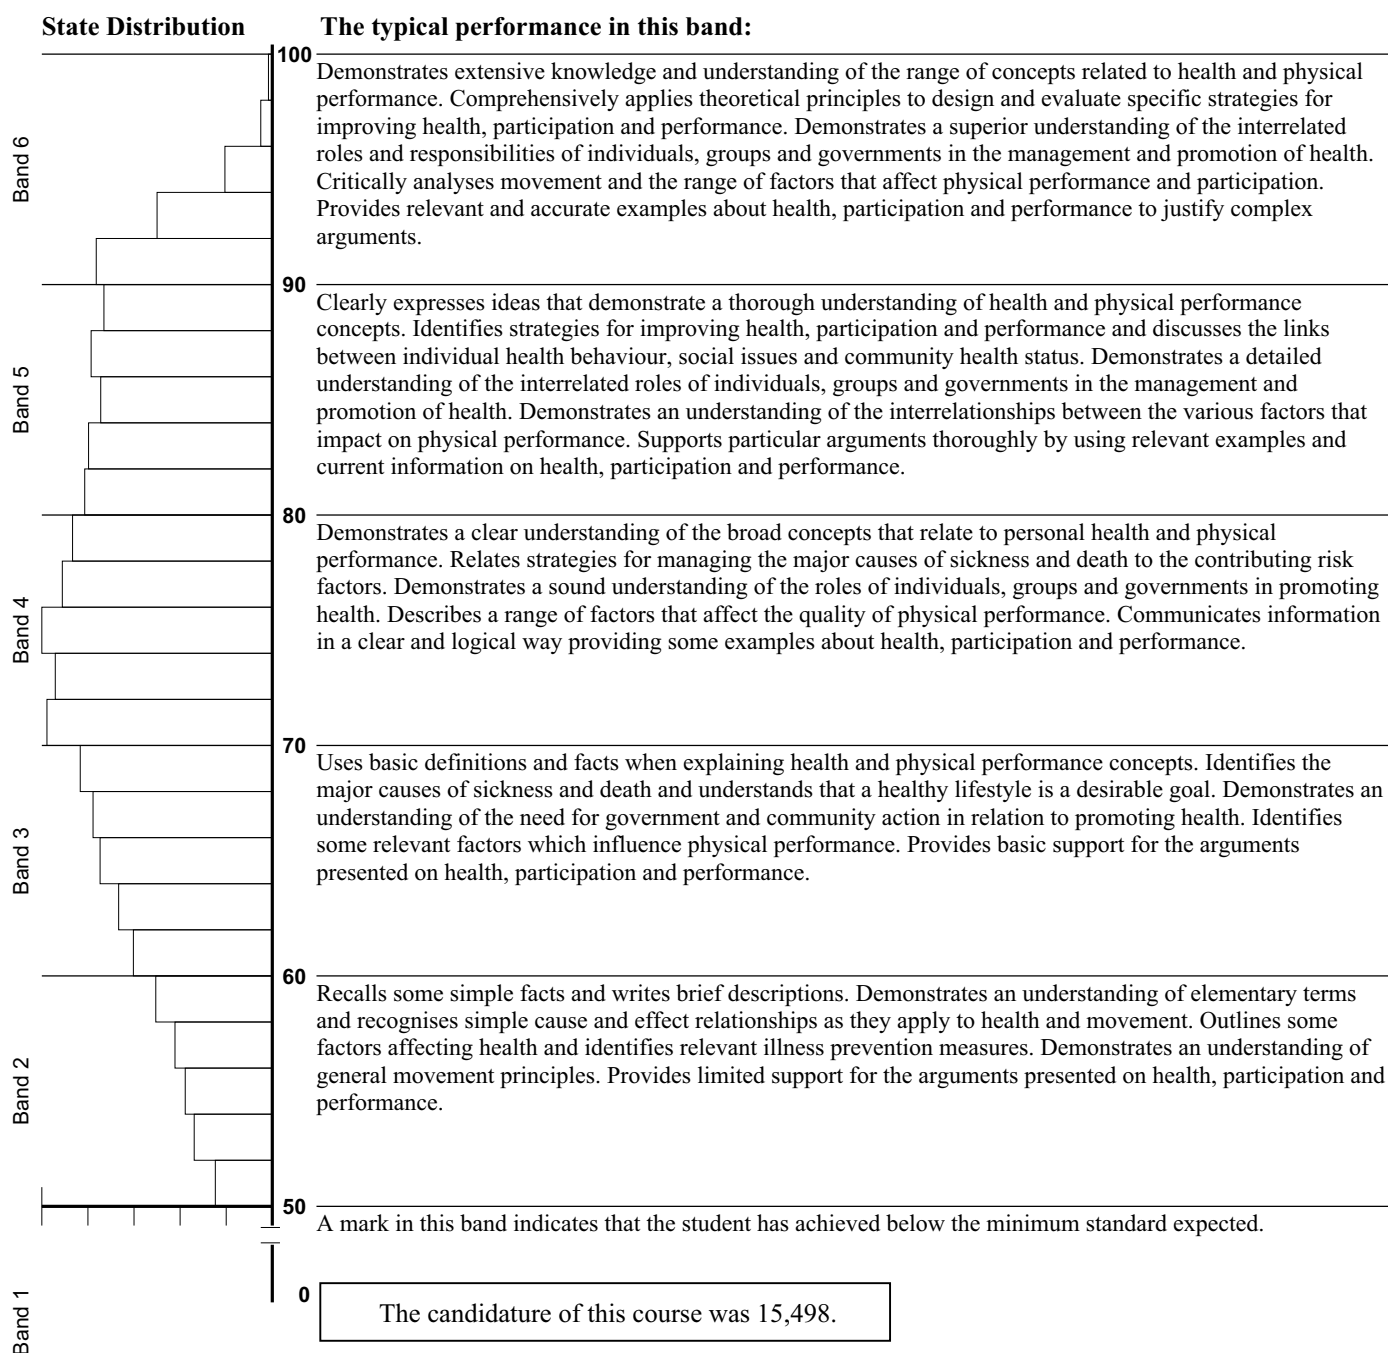 State Distribution
The typical performance in this band:
100
Band 6
Demonstrates extensive knowledge and understanding of the range of concepts related to health and physical
performance. Comprehensively applies theoretical principles to design and evaluate specific strategies for
improving health, participation and performance. Demonstrates a superior understanding of the interrelated
roles and responsibilities of individuals, groups and governments in the management and promotion of health.
Critically analyses movement and the range of factors that affect physical performance and participation.
Provides relevant and accurate examples about health, participation and performance to justify complex
arguments.
90
Band 5
Clearly expresses ideas that demonstrate a thorough understanding of health and physical performance
concepts. Identifies strategies for improving health, participation and performance and discusses the links
between individual health behaviour, social issues and community health status. Demonstrates a detailed
understanding of the interrelated roles of individuals, groups and governments in the management and
promotion of health. Demonstrates an understanding of the interrelationships between the various factors that
impact on physical performance. Supports particular arguments thoroughly by using relevant examples and
current information on health, participation and performance.
80
Band 4
Demonstrates a clear understanding of the broad concepts that relate to personal health and physical
performance. Relates strategies for managing the major causes of sickness and death to the contributing risk
factors. Demonstrates a sound understanding of the roles of individuals, groups and governments in promoting
health. Describes a range of factors that affect the quality of physical performance. Communicates information
in a clear and logical way providing some examples about health, participation and performance.
70
Band 3
Uses basic definitions and facts when explaining health and physical performance concepts. Identifies the
major causes of sickness and death and understands that a healthy lifestyle is a desirable goal. Demonstrates an
understanding of the need for government and community action in relation to promoting health. Identifies
some relevant factors which influence physical performance. Provides basic support for the arguments
presented on health, participation and performance.
60
Band 2
Recalls some simple facts and writes brief descriptions. Demonstrates an understanding of elementary terms
and recognises simple cause and effect relationships as they apply to health and movement. Outlines some
factors affecting health and identifies relevant illness prevention measures. Demonstrates an understanding of
general movement principles. Provides limited support for the arguments presented on health, participation and
performance.
50
A mark in this band indicates that the student has achieved below the minimum standard expected.
Band 1
0
The candidature of this course was 15,498.